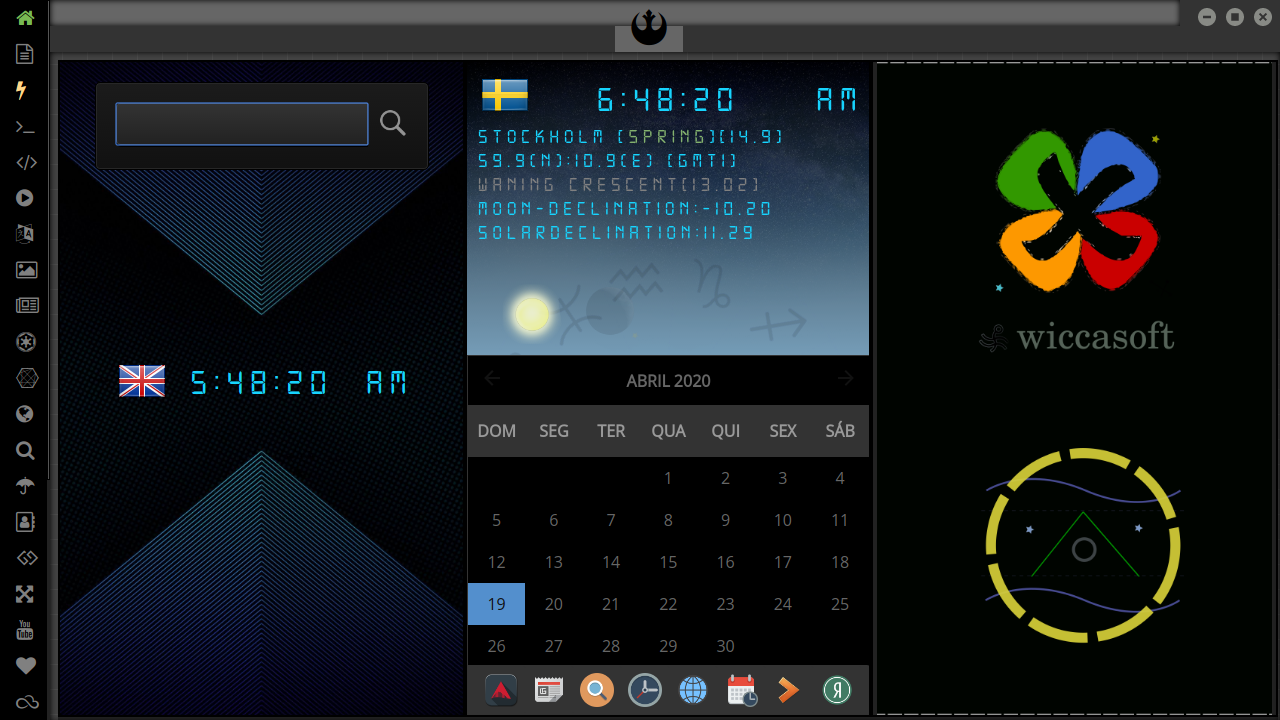 6:48:20 AM
STOCKHOLM (SPRING)(14.9)
59.9(N):10.9(E) (GMT1)
WANING CRESCENT(13.02)
MOON-DECLINATION:-10.20
SOLARDECLINATION:11.29
5:48:20 AM
ABRIL 2020
DOM SEG TER QUA QUI SEX SÁB
1 2 3 4
5 6 7 8 9 10 11
12 13 14 15 16 17 18
19 20 21 22 23 24 25
26 27 28 29 30
wiccasoft
You
Tube
Я